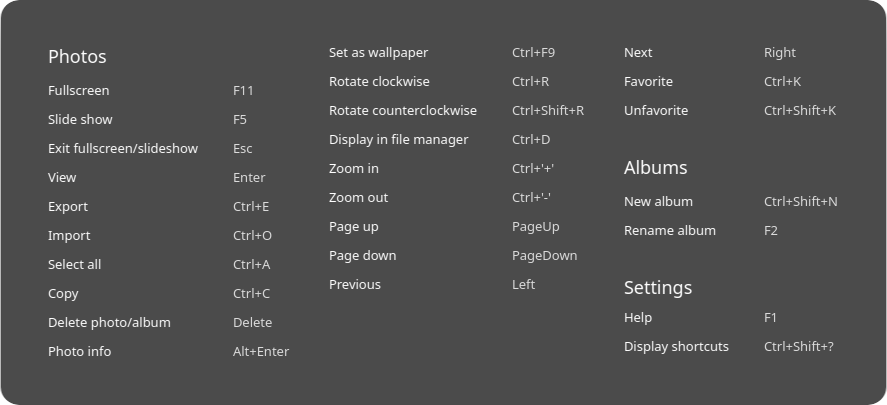 Photos
Fullscreen F11
Slide show F5
Exit fullscreen/slideshow Esc
View Enter
Export Ctrl+E
Import Ctrl+O
Select all Ctrl+A
Copy Ctrl+C
Delete photo/album Delete
Photo info Alt+Enter
Set as wallpaper Ctrl+F9
Rotate clockwise Ctrl+R
Rotate counterclockwise Ctrl+Shift+R
Display in file manager Ctrl+D
Zoom in Ctrl+'+'
Zoom out Ctrl+'-'
Page up PageUp
Page down PageDown
Previous Left
Next Right
Favorite Ctrl+K
Unfavorite Ctrl+Shift+K
Albums
New album Ctrl+Shift+N
Rename album F2
Settings
Help F1
Display shortcuts Ctrl+Shift+?